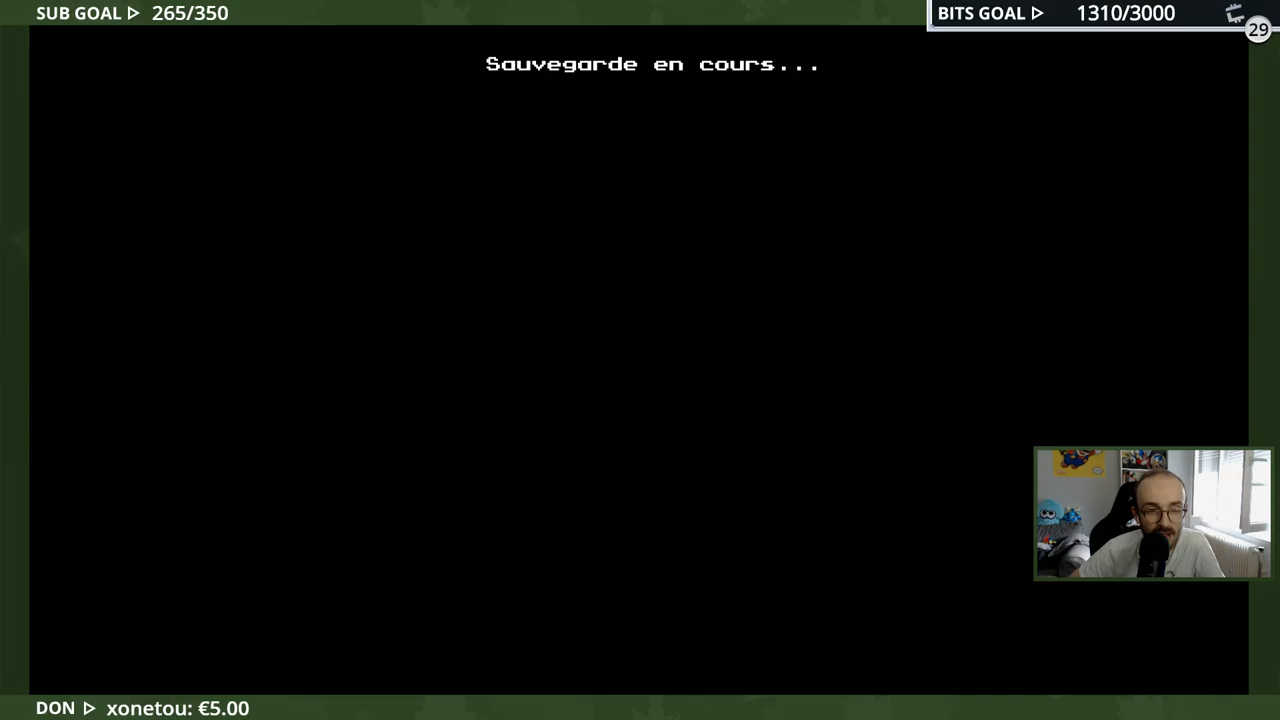 SUB GOAL 265/350
BITS GOAL 1310/3000
29
Sauvegarde en cours...
DON xonetou: €5.00